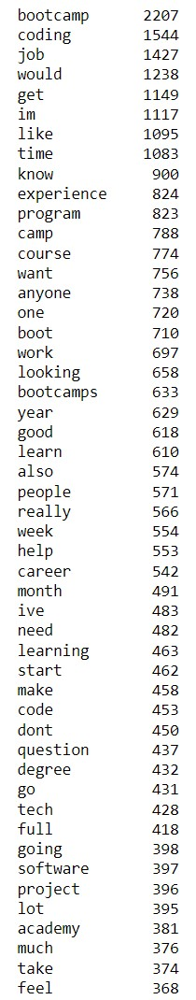 bootcamp 2207
coding 1544
job 1427
would 1238
get 1149
im 1117
like 1095
time 1083
know 900
experience 824
program 823
camp 788
course 774
want 756
anyone 738
one 720
boot 710
work 697
looking 658
bootcamps 633
year 629
good 618
learn 610
also 574
people 571
really 566
week 554
help 553
career 542
month 491
ive 483
need 482
learning 463
start 462
make 458
code 453
dont 450
question 437
degree 432
go 431
tech 428
full 418
going 398
software 397
project 396
lot 395
academy 381
much 376
take 374
feel 368